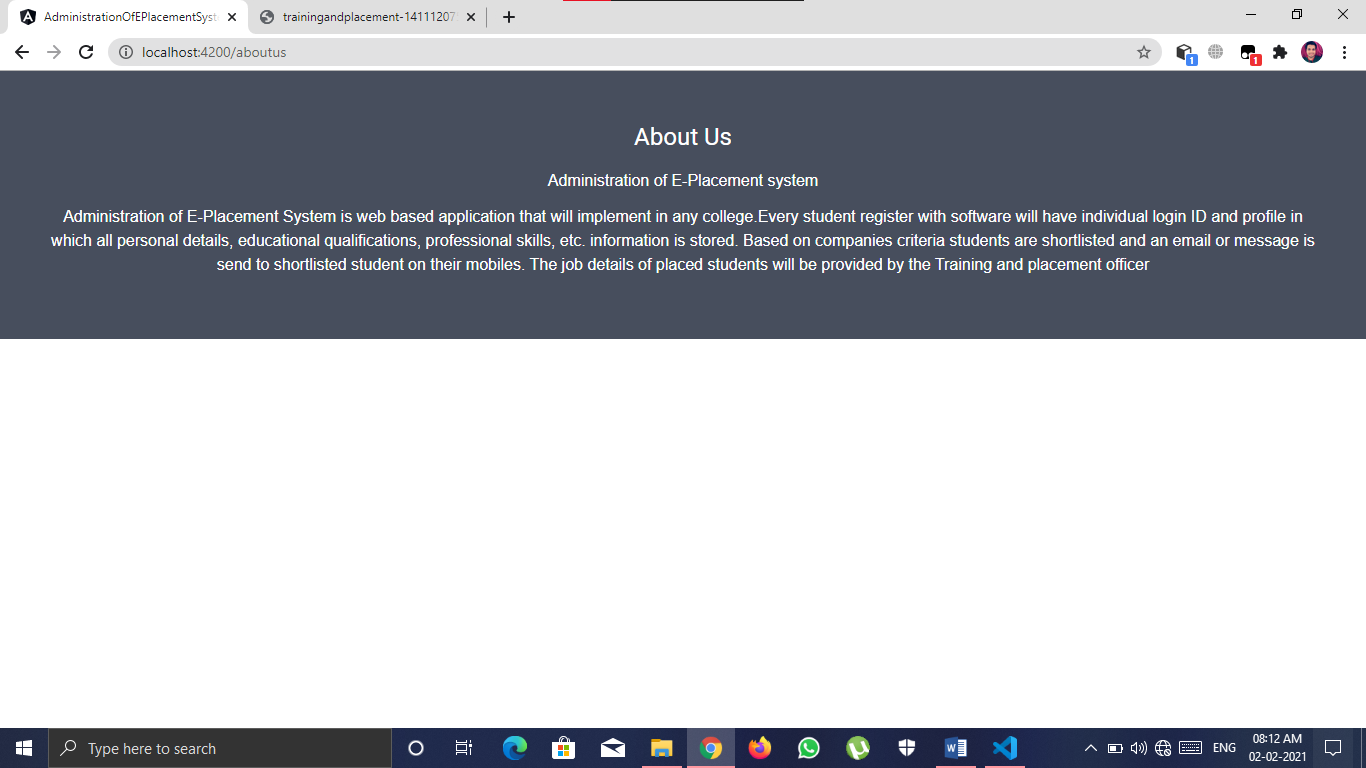 AdministrationOfEPlacementSyst
trainingandplacement-14111207
localhost:4200/aboutus
1
1
About Us
Administration of E-Placement system
Administration of E-Placement System is web based application that will implement in any college.Every student register with software will have individual login ID and profile in
which all personal details, educational qualifications, professional skills, etc. information is stored. Based on companies criteria students are shortlisted and an email or message is
send to shortlisted student on their mobiles. The job details of placed students will be provided by the Training and placement officer
Type here to search
ENG
08:12 AM
02-02-2021